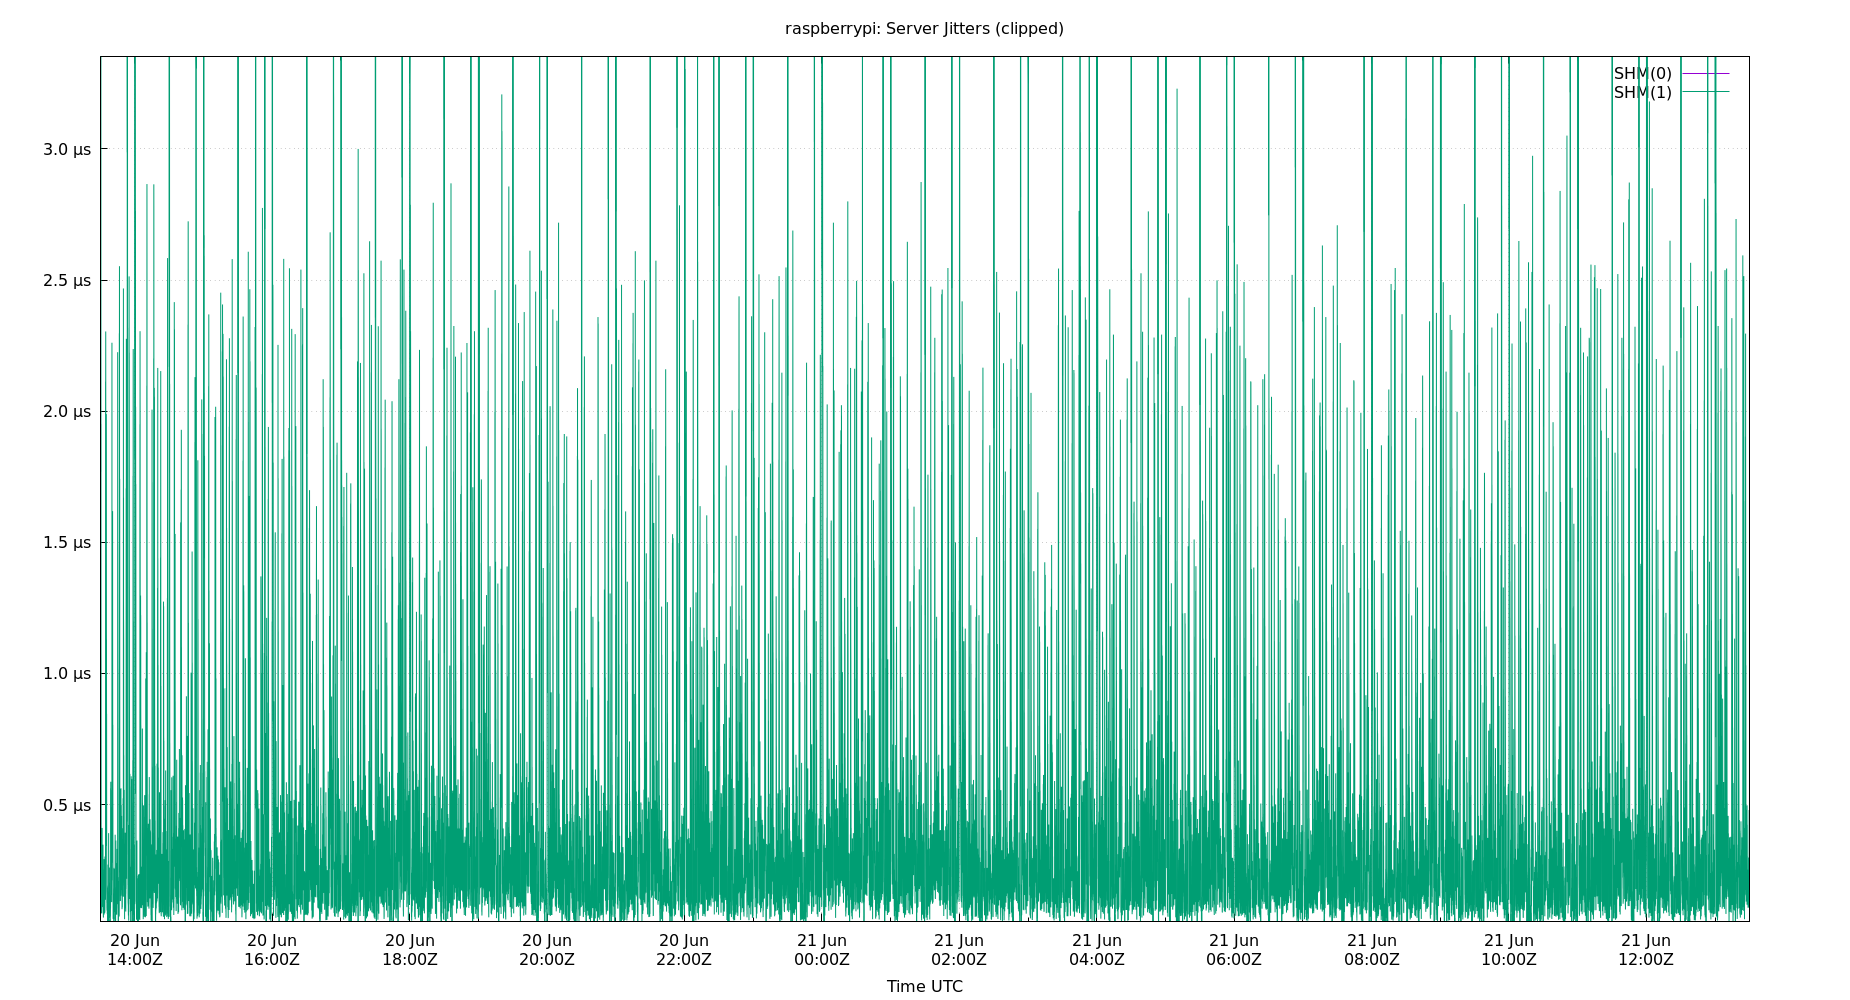 raspberrypi: Server Jitters (clipped)
SHM(0)
SHM(1)
3.0 µs
2.5 µs
2.0 µs
1.5 µs
1.0 µs
0.5 µs
20 Jun 20 Jun 20 Jun 20 Jun 20 Jun 21 Jun 21 Jun 21 Jun 21 Jun 21 Jun 21 Jun 21 Jun
14:00Z 16:00Z 18:00Z 20:00Z 22:00Z 00:00Z 02:00Z 04:00Z 06:00Z 08:00Z 10:00Z 12:00Z
Time UTC